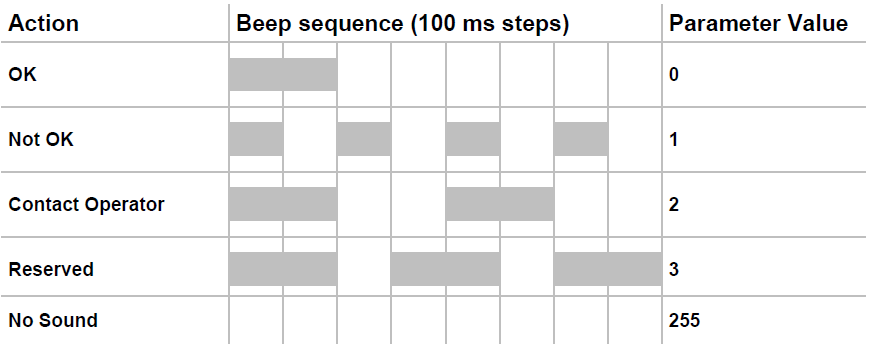 Action Beep sequence (100 ms steps) Parameter Value
OK 0
Not OK 1
Contact Operator 2
Reserved 3
No Sound 255